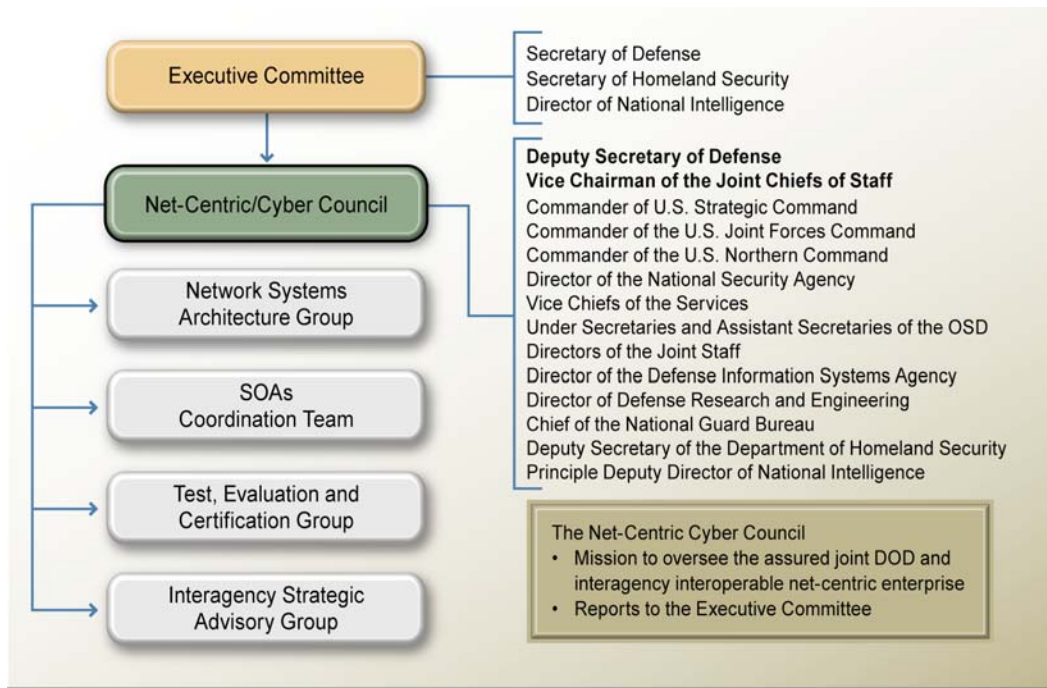 Executive Committee
Secretary of Defense
Secretary of Homeland Security
Director of National Intelligence
Net-Centric/Cyber Council
Deputy Secretary of Defense
Vice Chairman of the Joint Chiefs of Staff
Commander of U.S. Strategic Command
Commander of the U.S. Joint Forces Command
Commander of the U.S. Northern Command
Director of the National Security Agency
Vice Chiefs of the Services
Under Secretaries and Assistant Secretaries of the OSD
Directors of the Joint Staff
Director of the Defense Information Systems Agency
Director of Defense Research and Engineering
Chief of the National Guard Bureau
Deputy Secretary of the Department of Homeland Security
Principle Deputy Director of National Intelligence
Network Systems
Architecture Group
SOAs
Coordination Team
Test, Evaluation and
Certification Group
Interagency Strategic
Advisory Group
The Net-Centric Cyber Council
• Mission to oversee the assured joint DOD and
interagency interoperable net-centric enterprise
• Reports to the Executive Committee